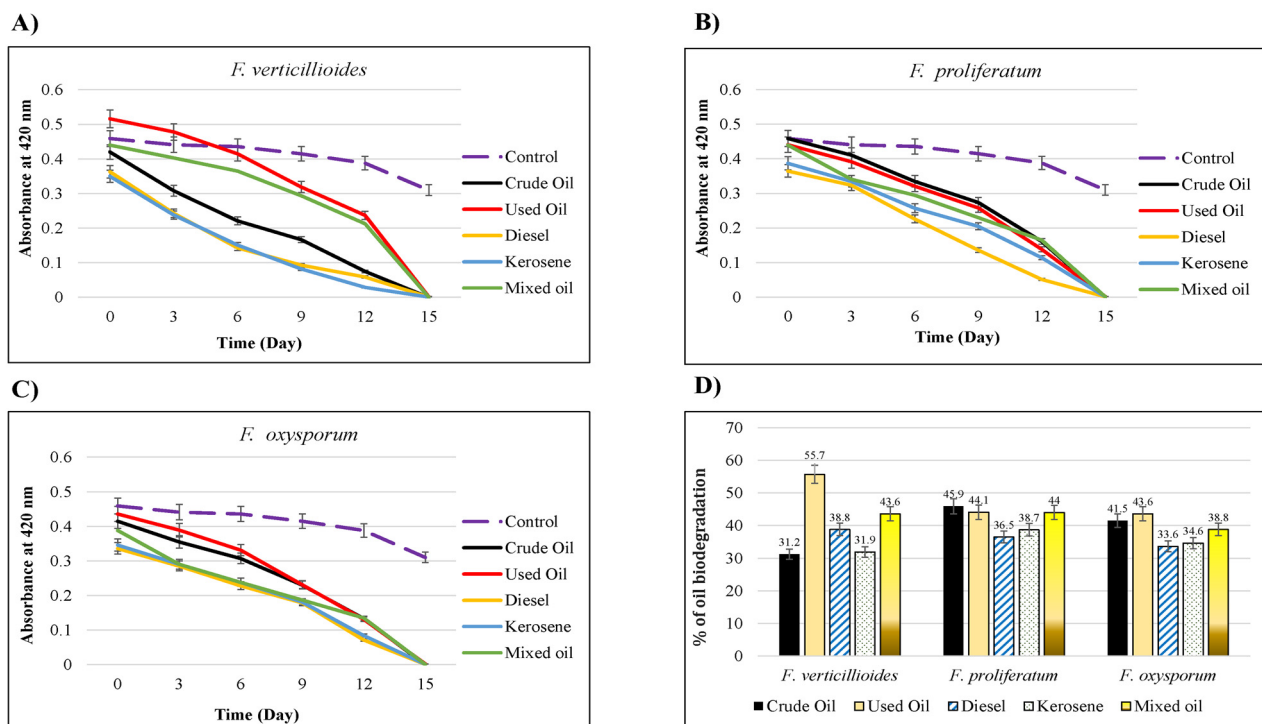 A)
F. verticillioides
Absorbance at 420 nm
0.6
0.5
0.4
0.3
0.2
0.1
0
0 3 6 9 12 15
Time (Day)
Control
Crude Oil
Used Oil
Diesel
Kerosene
Mixed oil
B)
F. proliferatum
Absorbance at 420 nm
0.6
0.5
0.4
0.3
0.2
0.1
0
0 3 6 9 12 15
Time (Day)
Control
Crude Oil
Used Oil
Diesel
Kerosene
Mixed oil
C)
F. oxysporum
Absorbance at 420 nm
0.6
0.5
0.4
0.3
0.2
0.1
0
0 3 6 9 12 15
Time (Day)
Control
Crude Oil
Used Oil
Diesel
Kerosene
Mixed oil
D)
% of oil biodegradation
70
60
50
40
30
20
10
0
31.2 55.7 38.8 31.9 43.6 45.9 44.1 36.5 38.7 44 41.5 43.6 33.6 34.6 38.8
F. verticillioides F. proliferatum F. oxysporum
Crude Oil Used Oil Diesel Kerosene Mixed oil